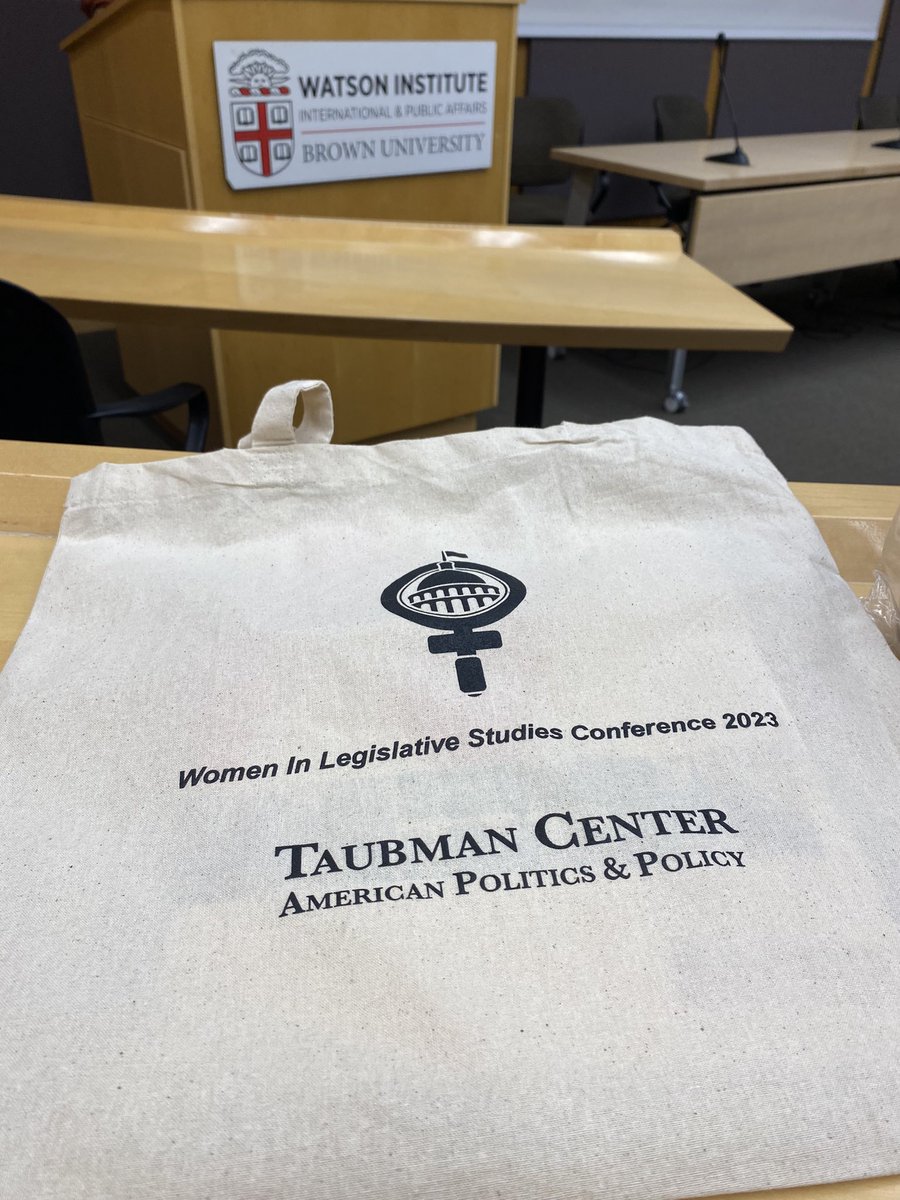 WATSON INSTITUTE
INTERNATIONAL & PUBLIC AFFAIRS
BROWN UNIVERSITY
Women In Legislative Studies Conference 2023
TAUBMAN CENTER
AMERICAN POLITICS & POLICY